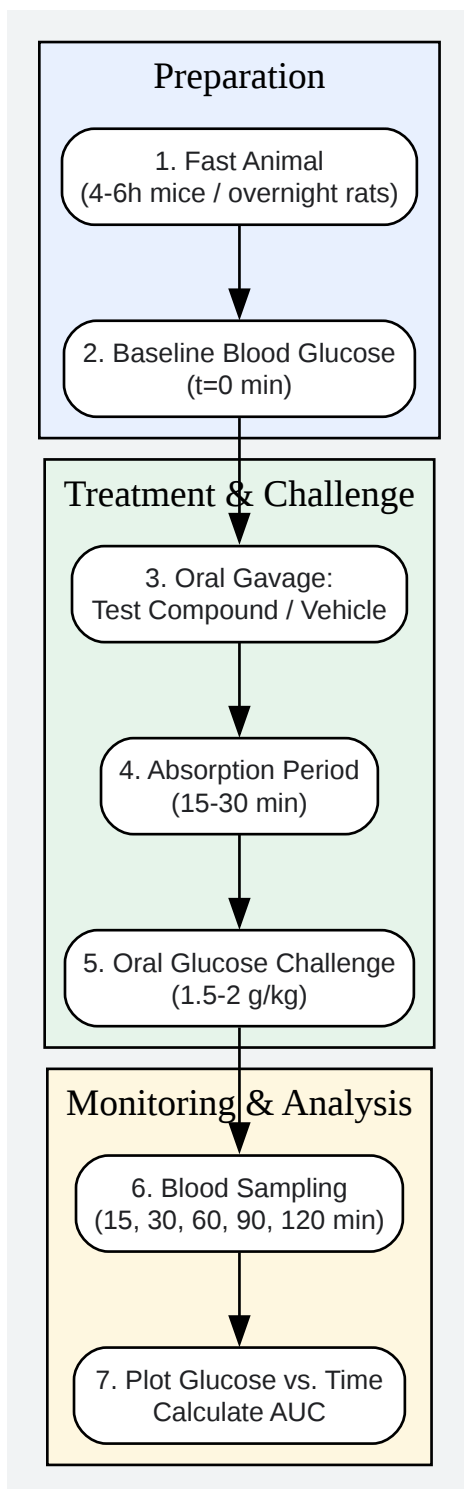 Preparation
1. Fast Animal
(4-6h mice / overnight rats)
2. Baseline Blood Glucose
(t=0 min)
Treatment & Challenge
3. Oral Gavage:
Test Compound / Vehicle
4. Absorption Period
(15-30 min)
5. Oral Glucose Challenge
(1.5-2 g/kg)
Monitoring & Analysis
6. Blood Sampling
(15, 30, 60, 90, 120 min)
7. Plot Glucose vs. Time
Calculate AUC